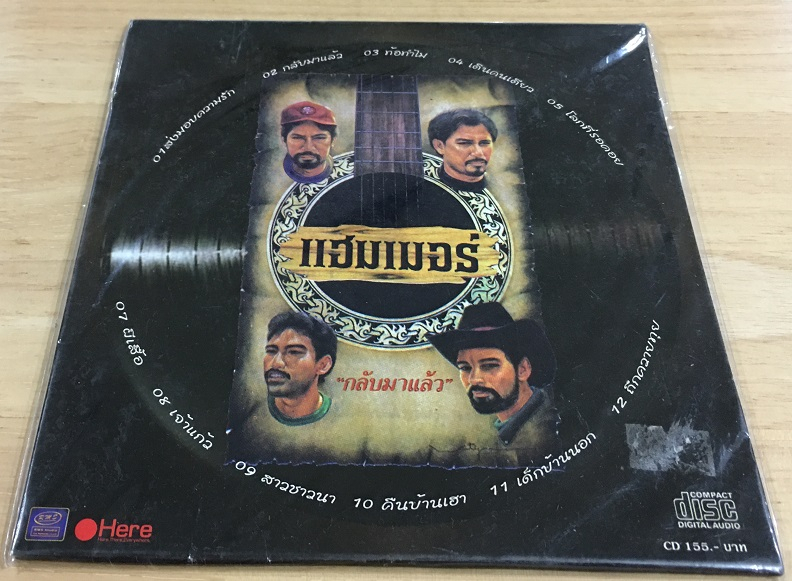 01 ส่งมอบความรัก
02 กลับมาแล้ว
03 ท้อทำไม
04 เดินคนเดียว
05 โลกที่รอคอย
แฮมเมอร์
"กลับมาแล้ว"
07 ผีเสื้อ
08 เจ้าแก้ว
09 สาวชาวนา
10 คืนบ้านเฮา
11 เด็กบ้านนอก
12 ถึกควายทุย
Here
COMPACT
disc
DIGITAL AUDIO
CD 155.- บาท